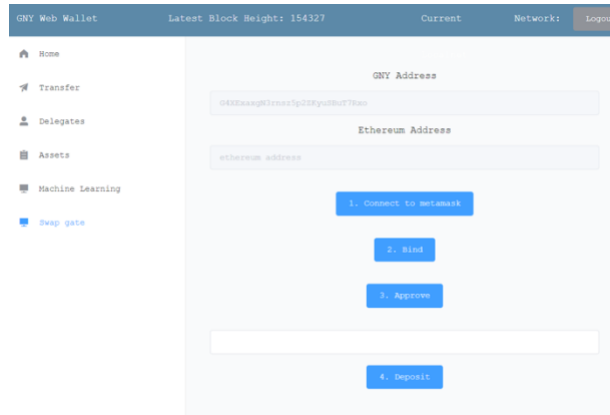 GNY Web Wallet Latest Block Height: 154327 Current Network: Logou
Home
Transfer
Delegates
Assets
Machine Learning
Swap gate
GNY Address
Ethereum Address
ethereum address
1. Connect to metamask
2. Bind
3. Approve
4. Deposit